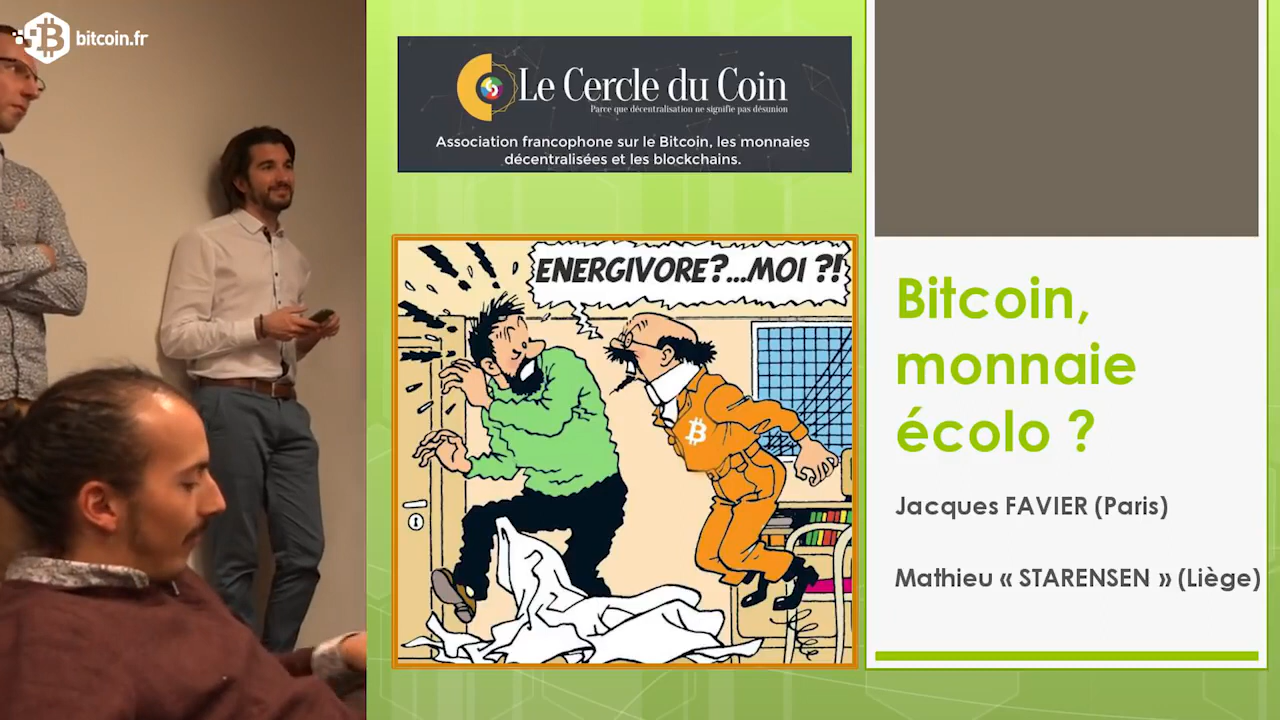 bitcoin.fr
Le Cercle du Coin
Parce que décentralisation ne signifie pas désunion
Association francophone sur le Bitcoin, les monnaies
décentralisées et les blockchains.
ENERGIVORE?...MOI ?!
Bitcoin,
monnaie
écolo ?
Jacques FAVIER (Paris)
Mathieu « STARENSEN » (Liège)